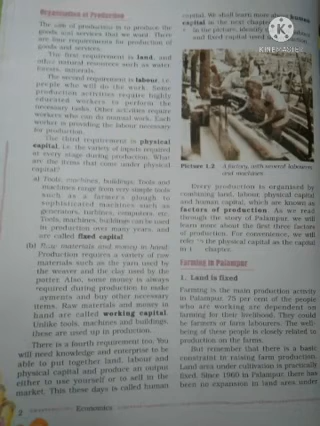 Organisation of Production
The aim of production is to produce the
goods and services that we want. There
are four requirements for production of
goods and services.
The first requirement is land, and
other natural resources such as water,
forests, minerals.
The second requirement is labour, i.e.
people who will do the work. Some
production activities require highly
educated workers to perform the
necessary tasks. Other activities require
workers who can do manual work. Each
worker is providing the labour necessary
for production.
The third requirement is physical
capital, i.e. the variety of inputs required
at every stage during production. What
are the items that come under physical
capital?
a) Tools, machines, buildings: Tools and
machines range from very simple tools
such as a farmer's plough to
sophisticated machines such as
generators, turbines, computers, etc.
Tools, machines, buildings can be used
in production over many years, and
are called fixed capital
(b) Raw materials and money in hand:
Production requires a variety of raw
materials such as the yarn used by
the weaver and the clay used by the
potter. Also, some money is always
required during production to make
payments and buy other necessary
items. Raw materials and money in
hand are called working capital.
Unlike tools, machines and buildings,
these are used up in production.
There is a fourth requirement too. You
will need knowledge and enterprise to be
able to put together land, labour and
physical capital and produce an output
either to use yourself or to sell in the
market. This these days is called human
2
Economics
capital. We shall learn more about human
capital in the next chapter
in the picture, identify
and fixed capital used
KINEMASTER
Picture 1.2 A factory, with several labourers
and machines
Every production is organised by
combining land, labour, physical capital
and human capital, which are known as
factors of production. As we read
through the story of Palampur, we will
learn more about the first three factors
of production. For convenience, we will
the physical capital as the capital
chapter.
Farming in Palampur
1. Land is fixed
Farming is the main production activity
in Palampur. 75 per cent of the people
who are working are dependent on
farming for their livelihood. They could
be farmers or farm labourers. The well-
being of these people is closely related to
production on the farms.
But remember that there is a basic
constraint in raising farm production.
Land area under cultivation is practically
fixed. Since 1960 in Palampur, there has
been no expansion in land area under